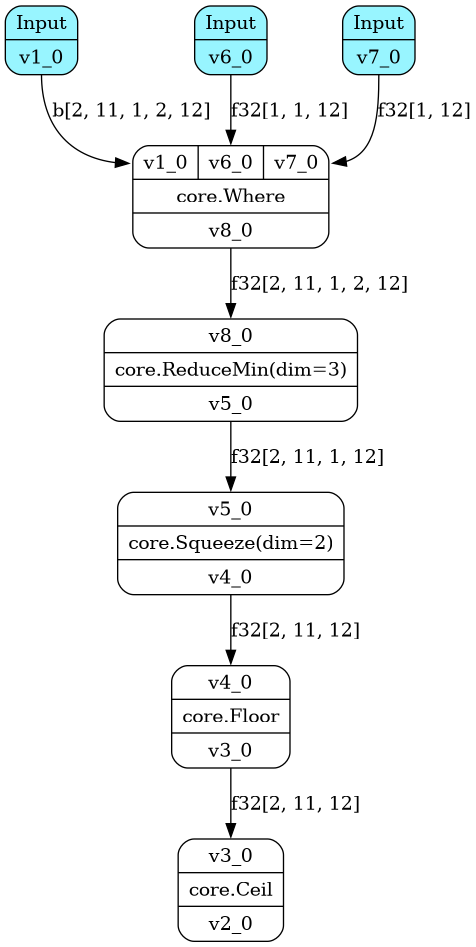 Input
v1_0
Input
v6_0
Input
v7_0
b[2, 11, 1, 2, 12]
f32[1, 1, 12]
f32[1, 12]
v1_0
v6_0
v7_0
core.Where
v8_0
f32[2, 11, 1, 2, 12]
v8_0
core.ReduceMin(dim=3)
v5_0
f32[2, 11, 1, 12]
v5_0
core.Squeeze(dim=2)
v4_0
f32[2, 11, 12]
v4_0
core.Floor
v3_0
f32[2, 11, 12]
v3_0
core.Ceil
v2_0